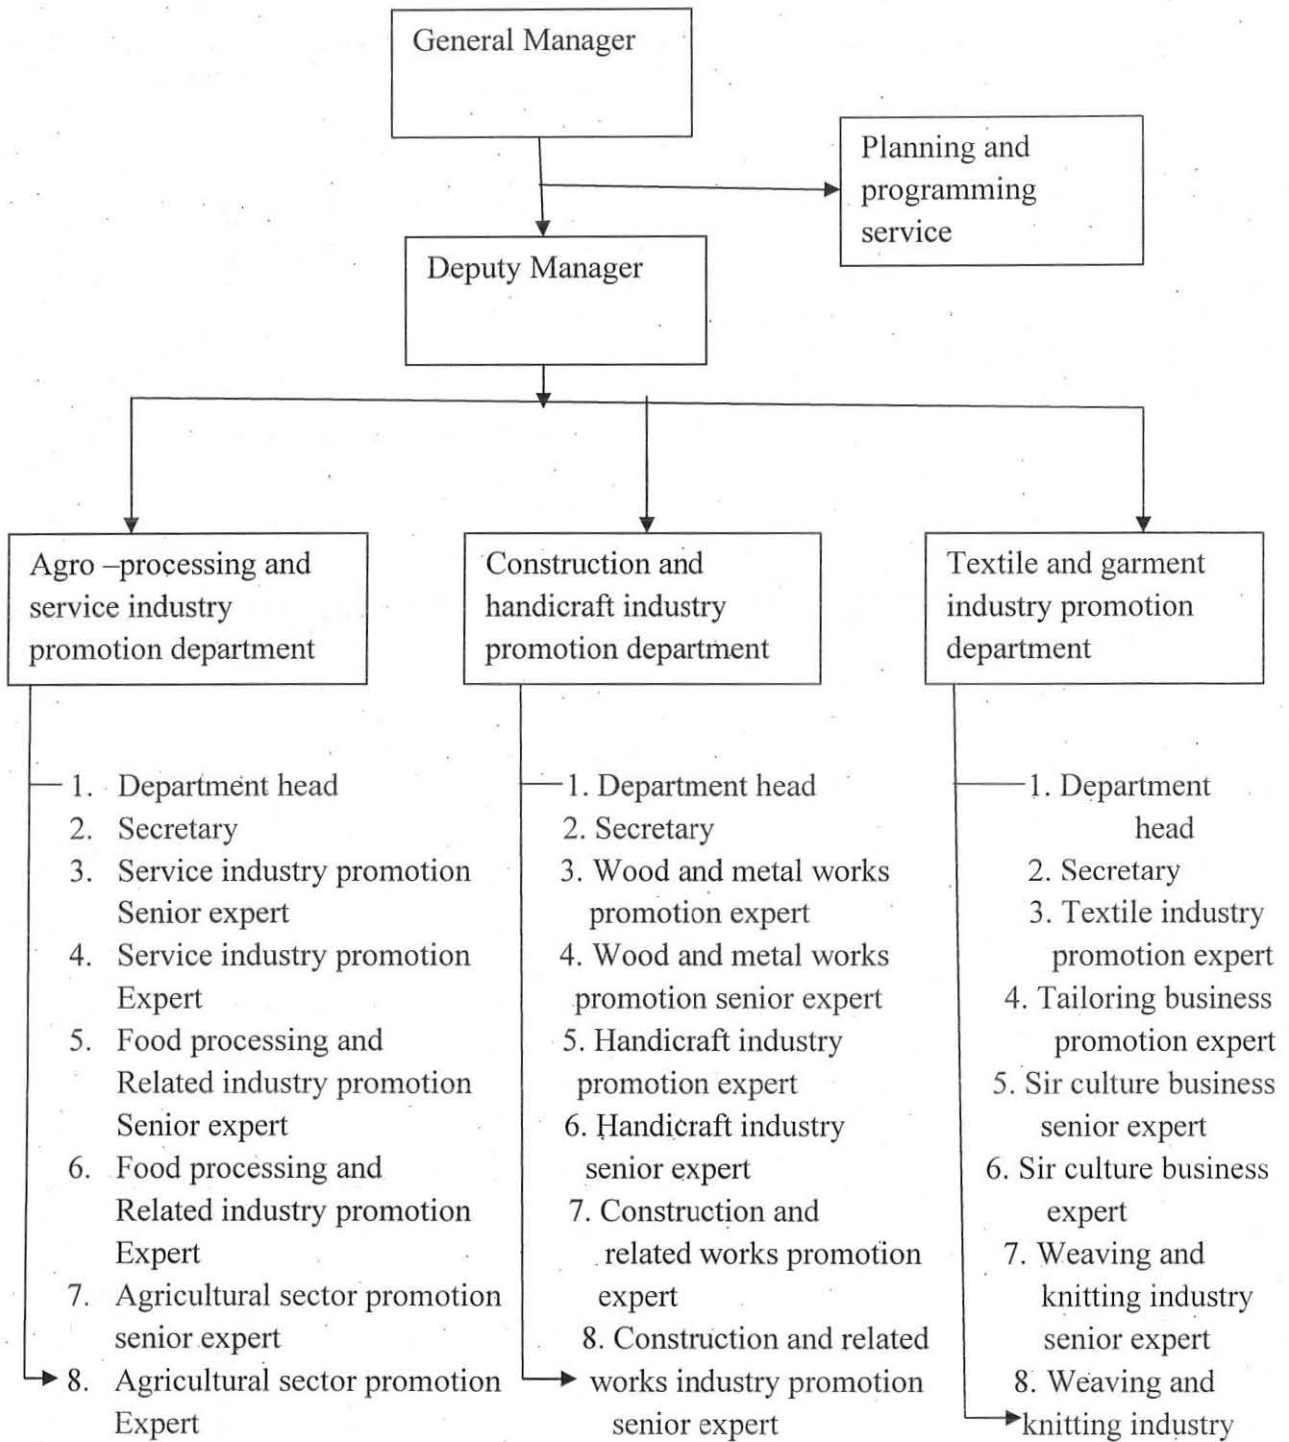 General Manager
Planning and
programming
service
Deputy Manager
Agro –processing and
service industry
promotion department
Construction and
handicraft industry
promotion department
Textile and garment
industry promotion
department
1. Department head
2. Secretary
3. Service industry promotion
Senior expert
4. Service industry promotion
Expert
5. Food processing and
Related industry promotion
Senior expert
6. Food processing and
Related industry promotion
Expert
7. Agricultural sector promotion
senior expert
8. Agricultural sector promotion
Expert
1. Department head
2. Secretary
3. Wood and metal works
promotion expert
4. Wood and metal works
promotion senior expert
5. Handicraft industry
promotion expert
6. Handicraft industry
senior expert
7. Construction and
related works promotion
expert
8. Construction and related
works industry promotion
senior expert
1. Department
head
2. Secretary
3. Textile industry
promotion expert
4. Tailoring business
promotion expert
5. Sir culture business
senior expert
6. Sir culture business
expert
7. Weaving and
knitting industry
senior expert
8. Weaving and
knitting industry